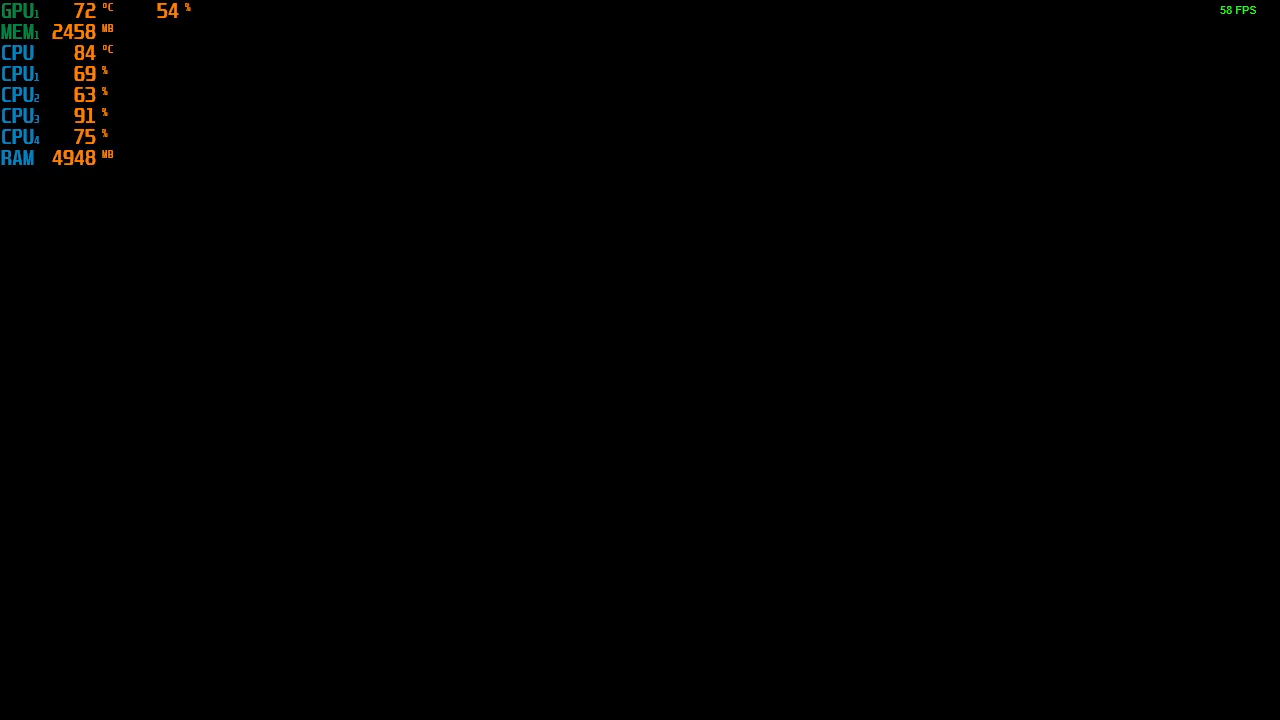 GPU1 72 °C 54 % 58 FPS
MEM1 2458 MB
CPU 84 °C
CPU1 69 %
CPU2 63 %
CPU3 91 %
CPU4 75 %
RAM 4948 MB